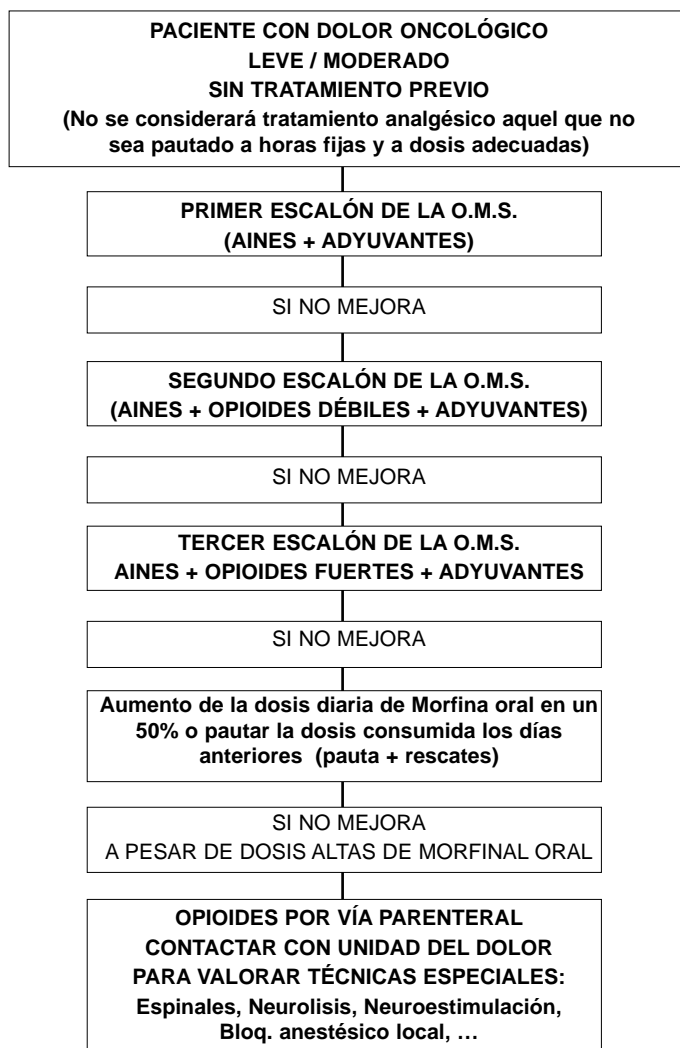 PACIENTE CON DOLOR ONCOLÓGICO
LEVE / MODERADO
SIN TRATAMIENTO PREVIO
(No se considerará tratamiento analgésico aquel que no
sea pautado a horas fijas y a dosis adecuadas)
PRIMER ESCALÓN DE LA O.M.S.
(AINES + ADYUVANTES)
SI NO MEJORA
SEGUNDO ESCALÓN DE LA O.M.S.
(AINES + OPIOIDES DÉBILES + ADYUVANTES)
SI NO MEJORA
TERCER ESCALÓN DE LA O.M.S.
AINES + OPIOIDES FUERTES + ADYUVANTES
SI NO MEJORA
Aumento de la dosis diaria de Morfina oral en un
50% o pautar la dosis consumida los días
anteriores (pauta + rescates)
SI NO MEJORA
A PESAR DE DOSIS ALTAS DE MORFINAL ORAL
OPIOIDES POR VÍA PARENTERAL
CONTACTAR CON UNIDAD DEL DOLOR
PARA VALORAR TÉCNICAS ESPECIALES:
Espinales, Neurolisis, Neuroestimulación,
Bloq. anestésico local, …